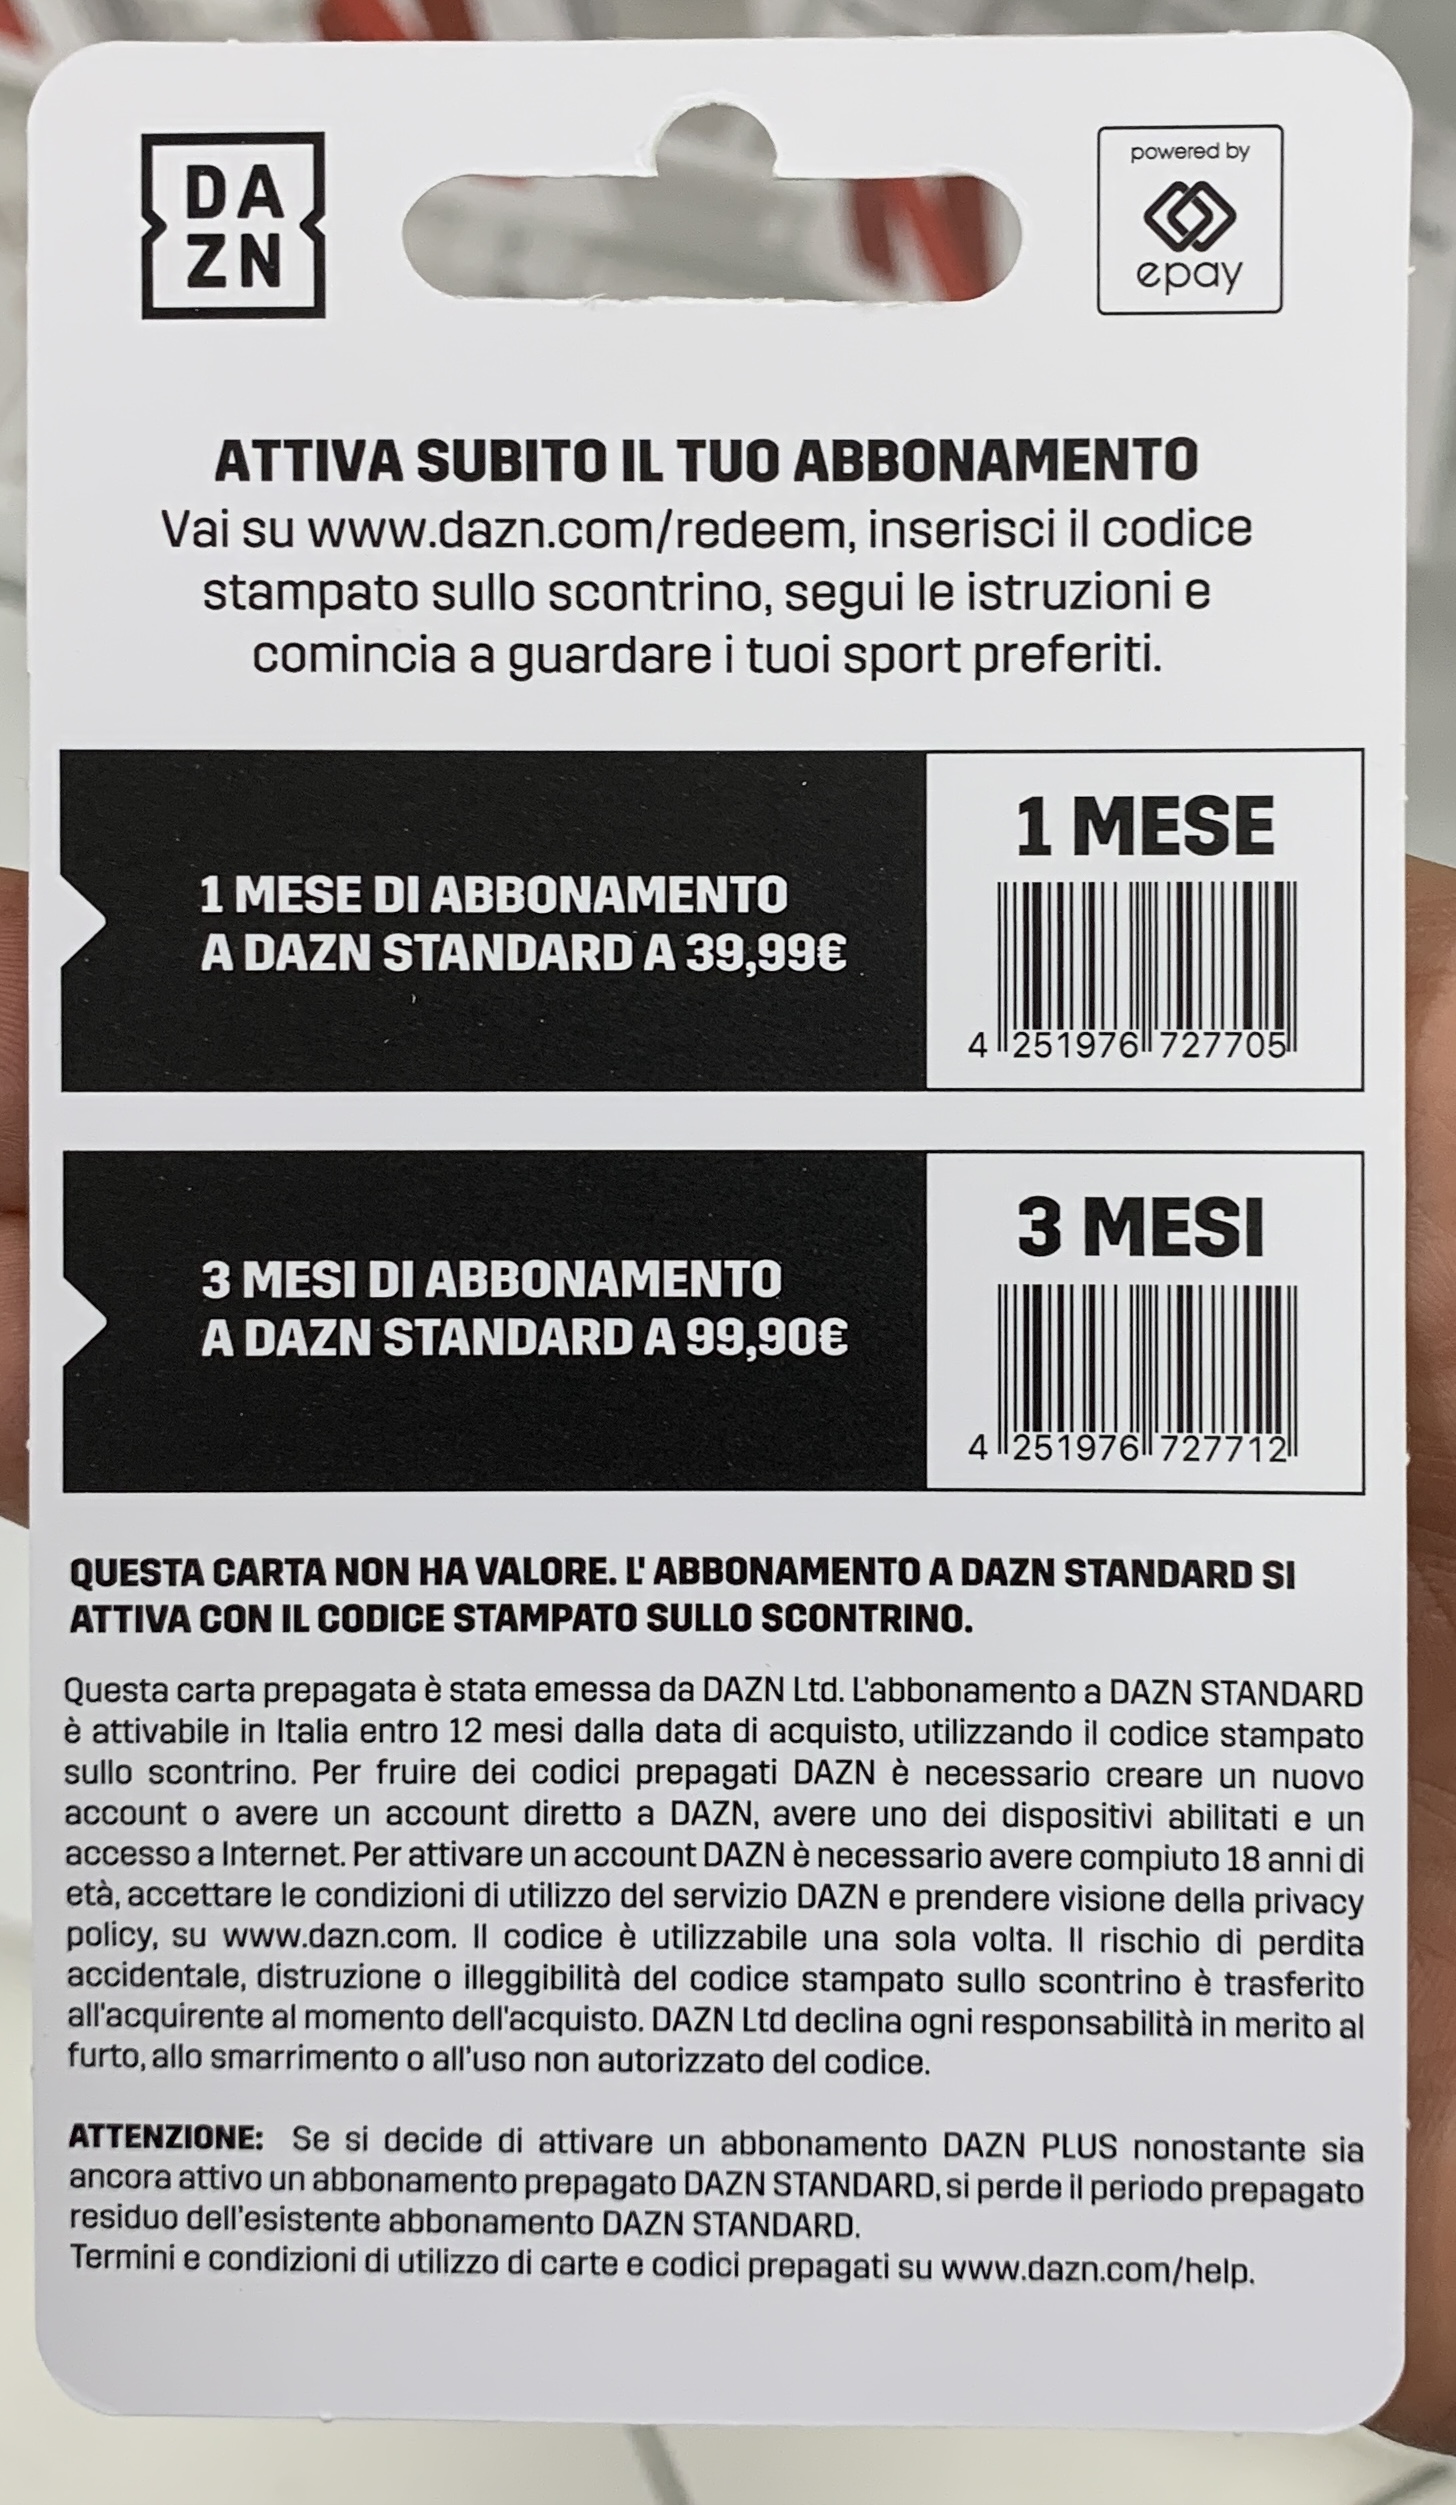 DA
ZN
powered by
epay
ATTIVA SUBITO IL TUO ABBONAMENTO
Vai su www.dazn.com/redeem, inserisci il codice
stampato sullo scontrino, segui le istruzioni e
comincia a guardare i tuoi sport preferiti.
1 MESE DI ABBONAMENTO
A DAZN STANDARD A 39,99€
1 MESE
4 251976 727705
3 MESI DI ABBONAMENTO
A DAZN STANDARD A 99,90€
3 MESI
4 251976 727712
QUESTA CARTA NON HA VALORE. L' ABBONAMENTO A DAZN STANDARD SI
ATTIVA CON IL CODICE STAMPATO SULLO SCONTRINO.
Questa carta prepagata è stata emessa da DAZN Ltd. L'abbonamento a DAZN STANDARD
è attivabile in Italia entro 12 mesi dalla data di acquisto, utilizzando il codice stampato
sullo scontrino. Per fruire dei codici prepagati DAZN è necessario creare un nuovo
account o avere un account diretto a DAZN, avere uno dei dispositivi abilitati e un
accesso a Internet. Per attivare un account DAZN è necessario avere compiuto 18 anni di
età, accettare le condizioni di utilizzo del servizio DAZN e prendere visione della privacy
policy, su www.dazn.com. Il codice è utilizzabile una sola volta. Il rischio di perdita
accidentale, distruzione o illeggibilità del codice stampato sullo scontrino è trasferito
all'acquirente al momento dell'acquisto. DAZN Ltd declina ogni responsabilità in merito al
furto, allo smarrimento o all'uso non autorizzato del codice.
ATTENZIONE: Se si decide di attivare un abbonamento DAZN PLUS nonostante sia
ancora attivo un abbonamento prepagato DAZN STANDARD, si perde il periodo prepagato
residuo dell'esistente abbonamento DAZN STANDARD.
Termini e condizioni di utilizzo di carte e codici prepagati su www.dazn.com/help.